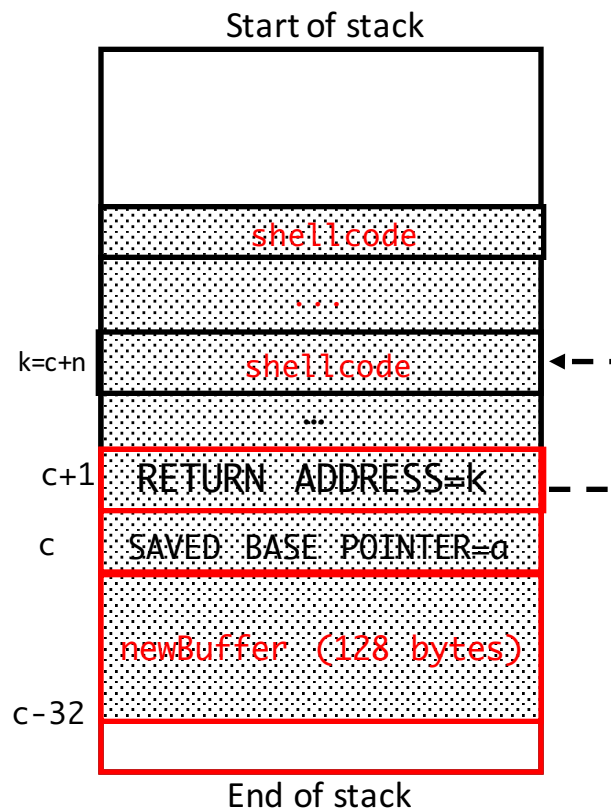 Start of stack
shellcode
...
k=c+n
shellcode
…
c+1
RETURN ADDRESS=k
c
SAVED BASE POINTER=a
newBuffer (128 bytes)
c-32
End of stack